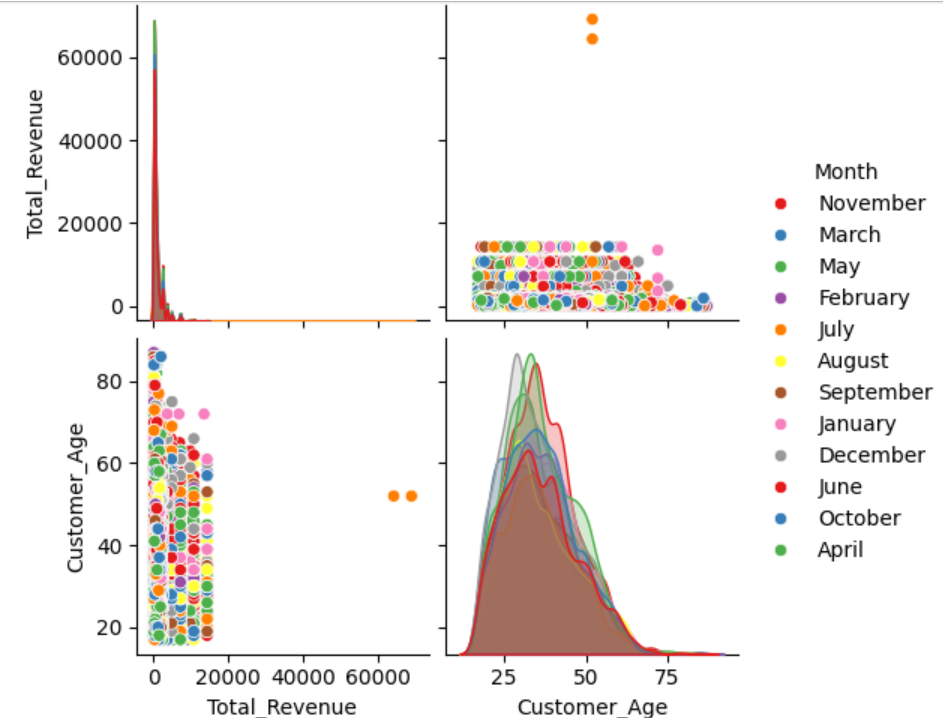 Total_Revenue
60000
40000
20000
0
Customer_Age
80
60
40
20
0 20000 40000 60000
Total_Revenue
25 50 75
Customer_Age
Month
November
March
May
February
July
August
September
January
December
June
October
April